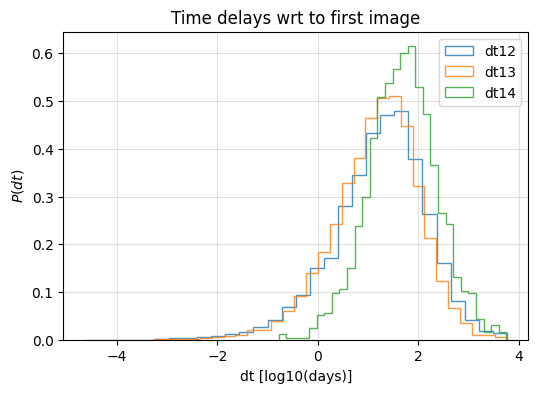 Time delays wrt to first image
dt12
dt13
dt14
P(dt)
0.6
0.5
0.4
0.3
0.2
0.1
0.0
−4
−2
0
2
4
dt [log10(days)]